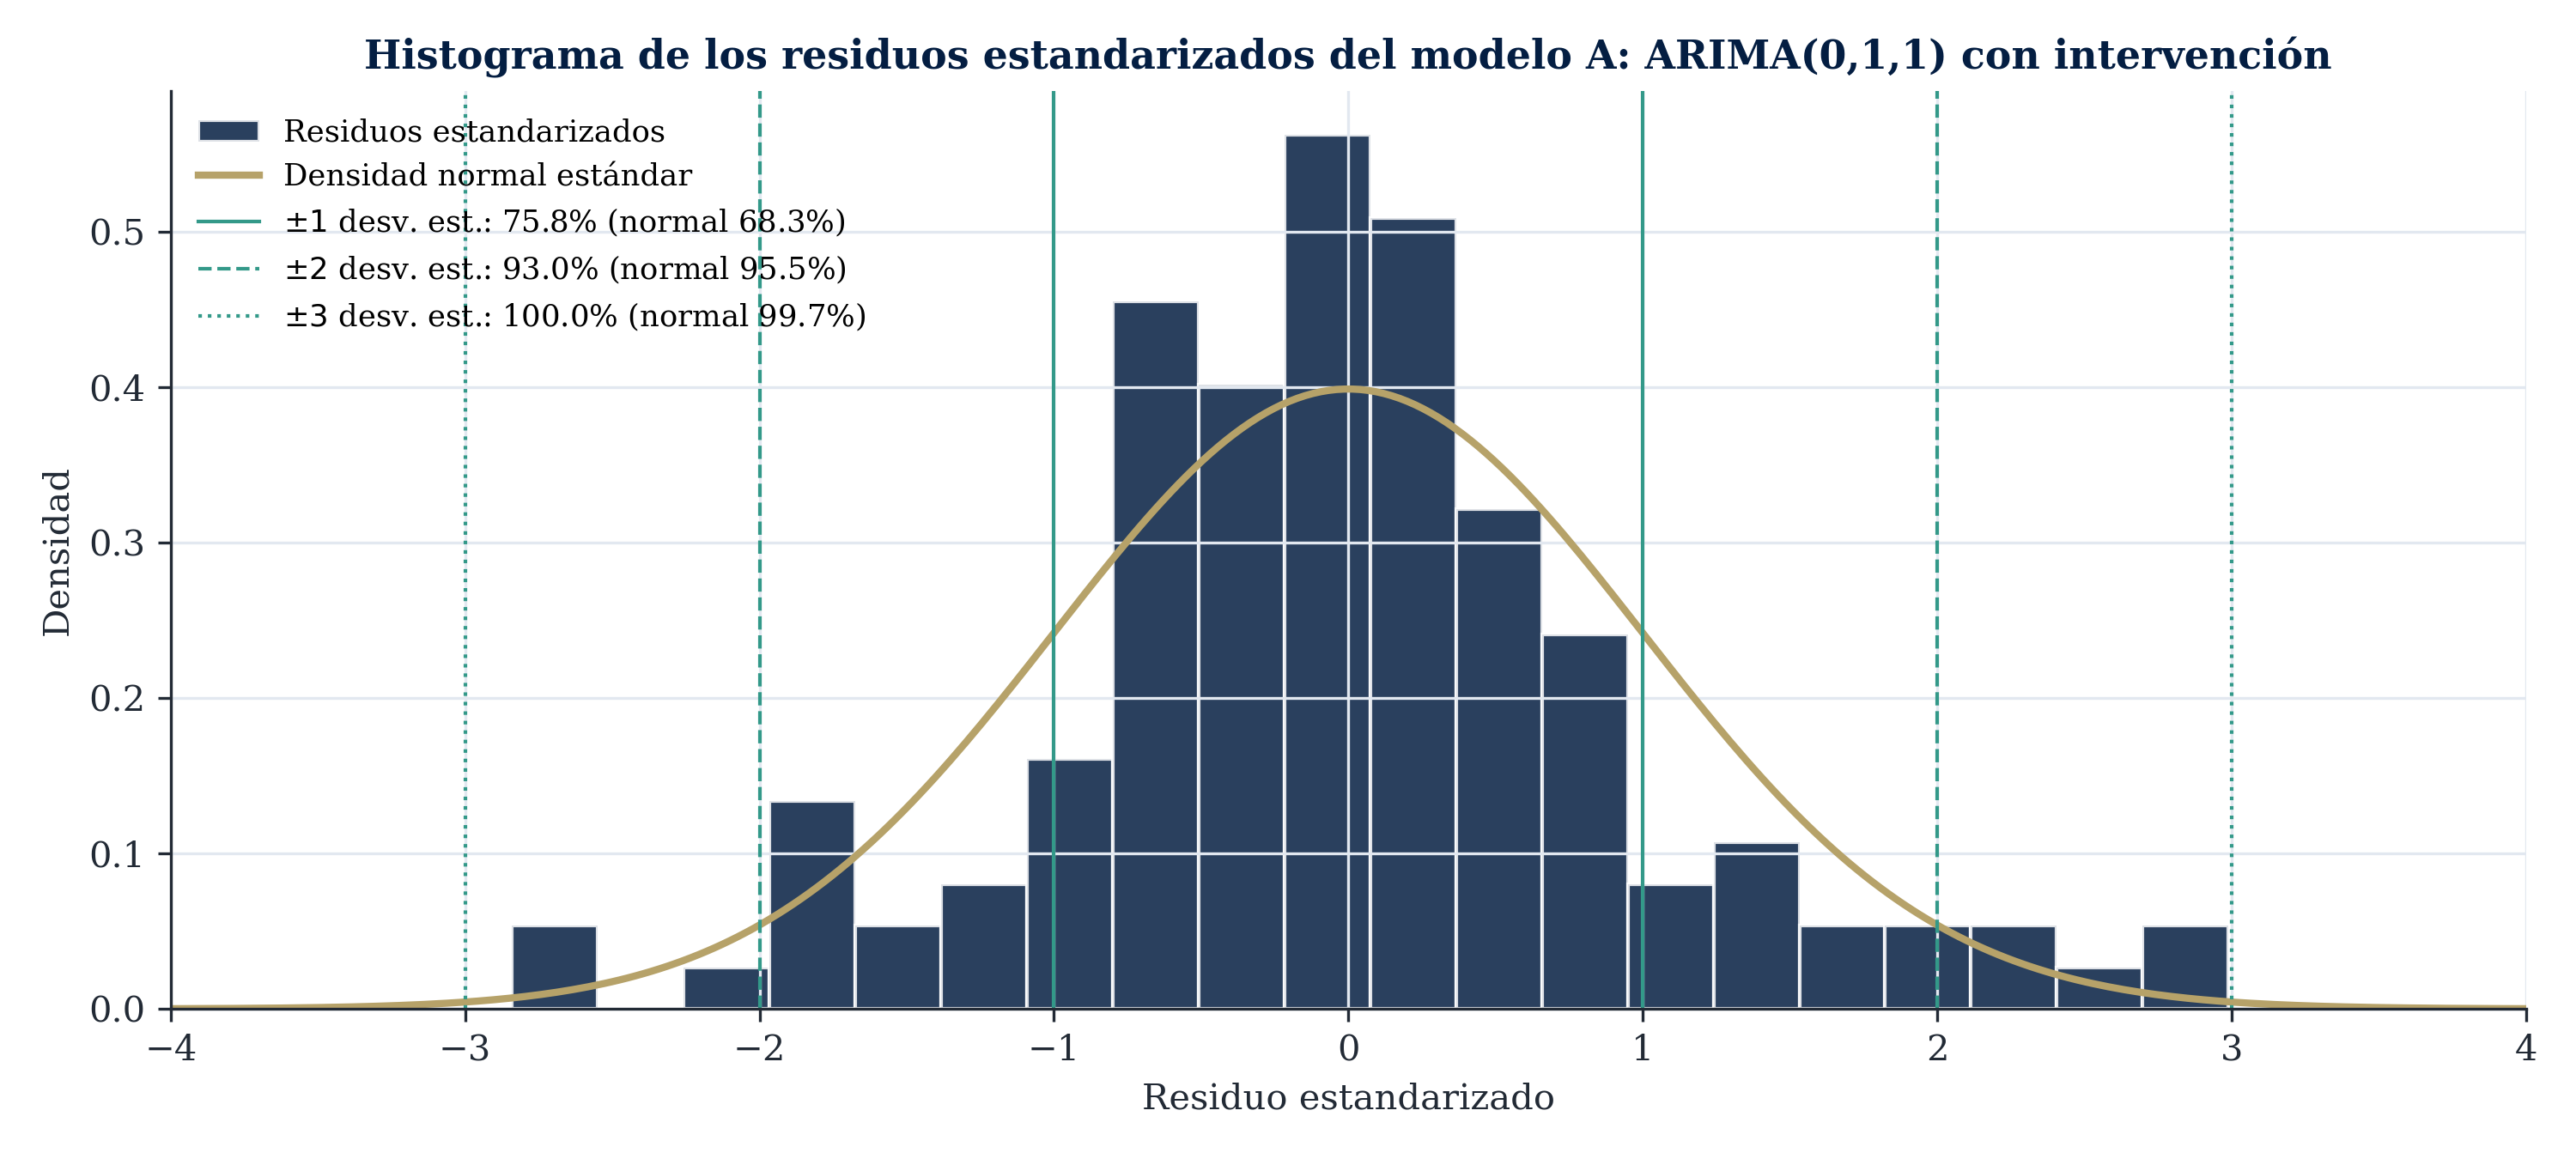 Histograma de los residuos estandarizados del modelo A: ARIMA(0,1,1) con intervención
Residuos estandarizados
Densidad normal estándar
±1 desv. est.: 75.8% (normal 68.3%)
±2 desv. est.: 93.0% (normal 95.5%)
±3 desv. est.: 100.0% (normal 99.7%)
Densidad
0.5
0.4
0.3
0.2
0.1
0.0
−4 −3 −2 −1 0 1 2 3 4
Residuo estandarizado